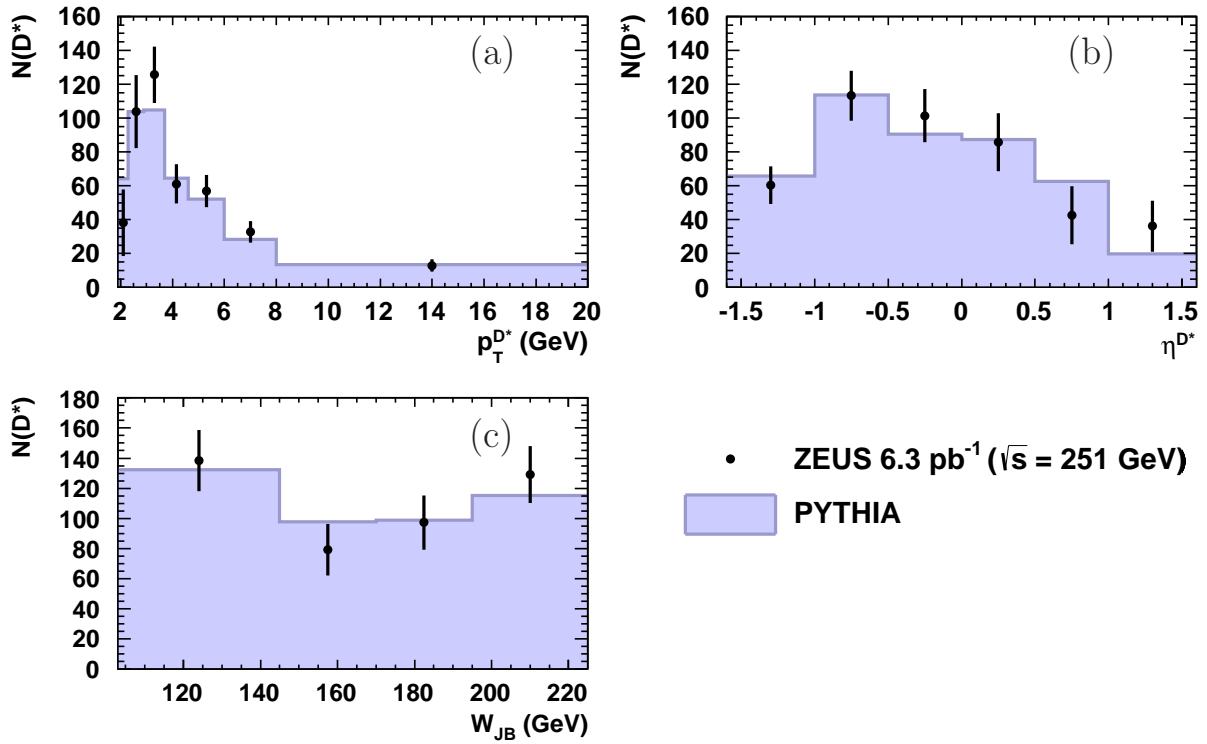 N(D*)
160
140
120
100
80
60
40
20
0
(a)
2 4 6 8 10 12 14 16 18 20
p_T^D* (GeV)
N(D*)
160
140
120
100
80
60
40
20
0
(b)
-1.5 -1 -0.5 0 0.5 1 1.5
η^D*
N(D*)
180
160
140
120
100
80
60
40
20
0
(c)
120 140 160 180 200 220
W_JB (GeV)
ZEUS 6.3 pb⁻¹ (√s = 251 GeV)
PYTHIA